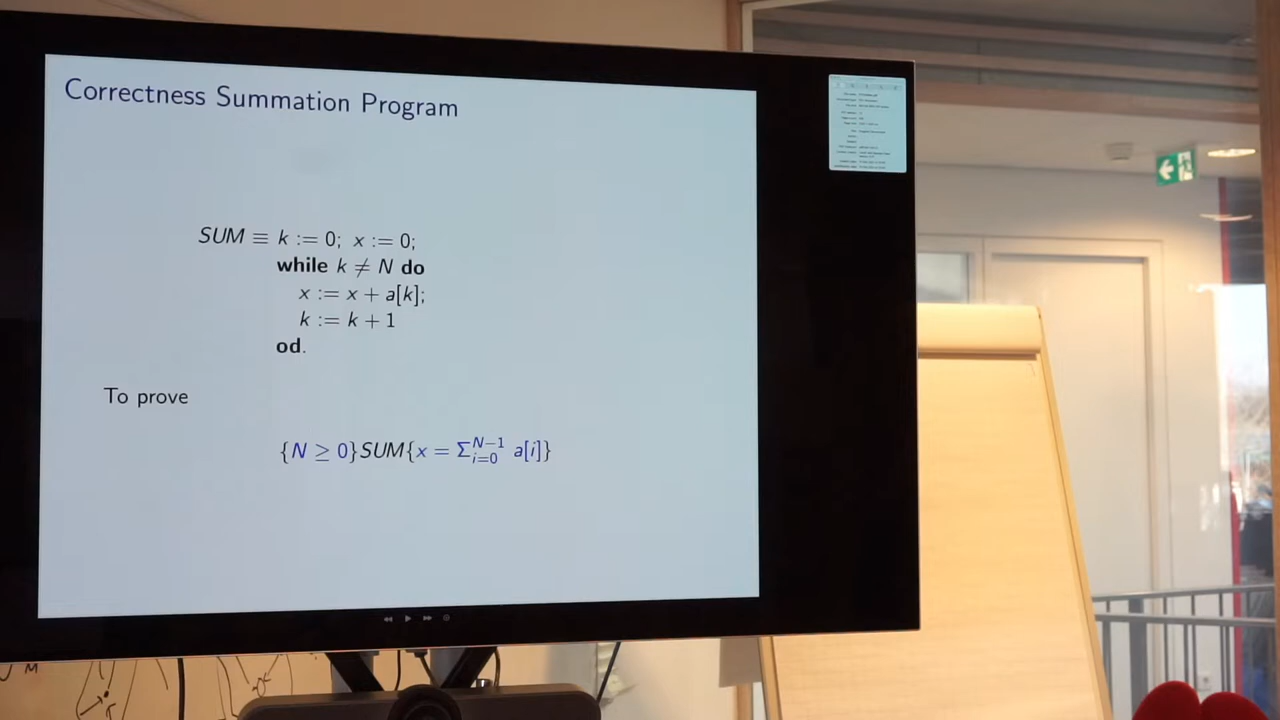 Correctness Summation Program
SUM ≡ k := 0; x := 0;
while k ≠ N do
x := x + a[k];
k := k + 1
od.
To prove
{N ≥ 0}SUM{x = Σ_{i=0}^{N−1} a[i]}
M